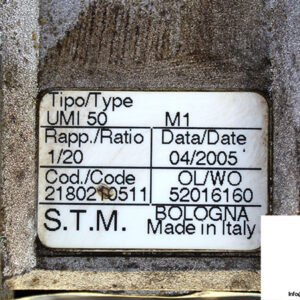 Tipo/Type
UMI 50 M1
Rapp./Ratio Data/Date
1/20 04/2005
Cod./Code OL/WO
2180210511 52016160
S.T.M. BOLOGNA
Made in Italy